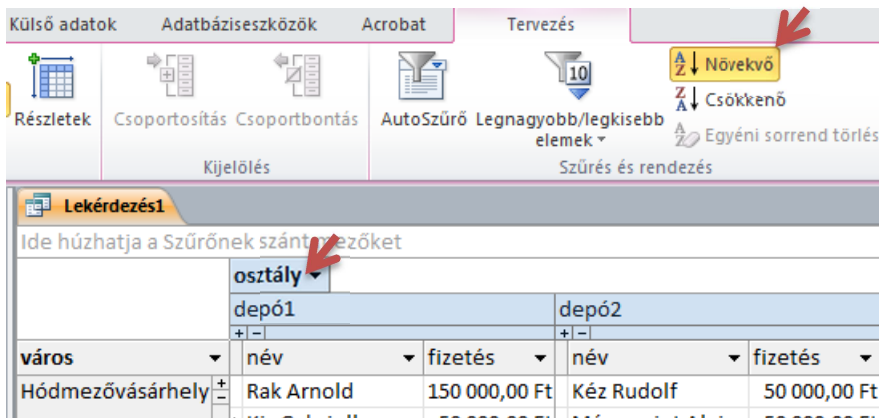 Külső adatok Adatbáziseszközök Acrobat Tervezés
Részletek Csoportosítás Csoportbontás AutoSzűrő Legnagyobb/legkisebb elemek
Növekvő
Csökkenő
Egyéni sorrend törlés
Kijelölés Szűrés és rendezés
Lekérdezés1
Ide húzhatja a Szűrőnek szánt mezőket
osztály
depó1 depó2
város név fizetés név fizetés
Hódmezővásárhely Rak Arnold 150 000,00 Ft Kéz Rudolf 50 000,00 Ft